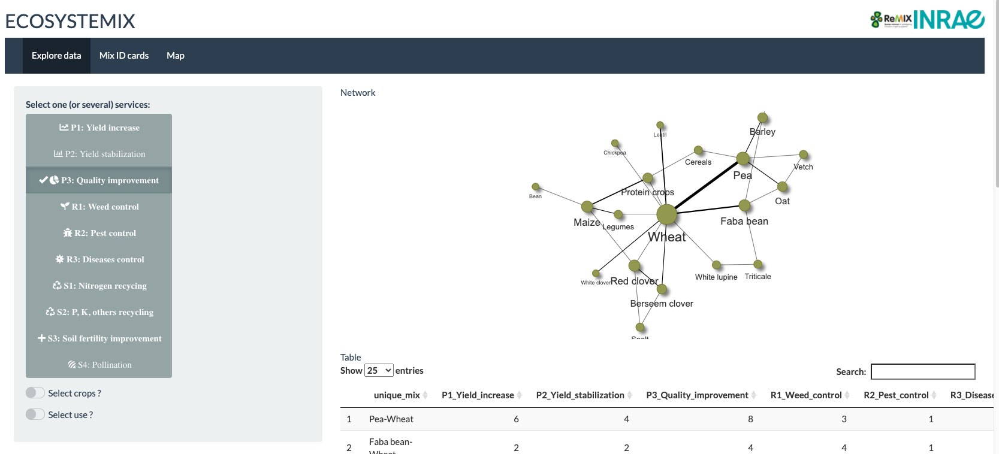 ECOSYSTEMIX
ReMIX
INRAE
Explore data
Mix ID cards
Map
Select one (or several) services:
P1: Yield increase
P2: Yield stabilization
P3: Quality improvement
R1: Weed control
R2: Pest control
R3: Diseases control
S1: Nitrogen recycing
S2: P, K, others recycling
S3: Soil fertility improvement
S4: Pollination
Select crops ?
Select use ?
Network
Barley
Lentil
Chickpea
Cereals
Vetch
Pea
Bean
Protein crops
Oat
Maize
Legumes
Faba bean
Wheat
White clover
Red clover
White lupine
Triticale
Berseem clover
Spelt
Table
Show 25 entries
Search:
unique_mix P1_Yield_increase P2_Yield_stabilization P3_Quality_improvement R1_Weed_control R2_Pest_control R3_Disease
1 Pea-Wheat 6 4 8 3 1
2 Faba bean-
Wheat 2 2 4 4 1